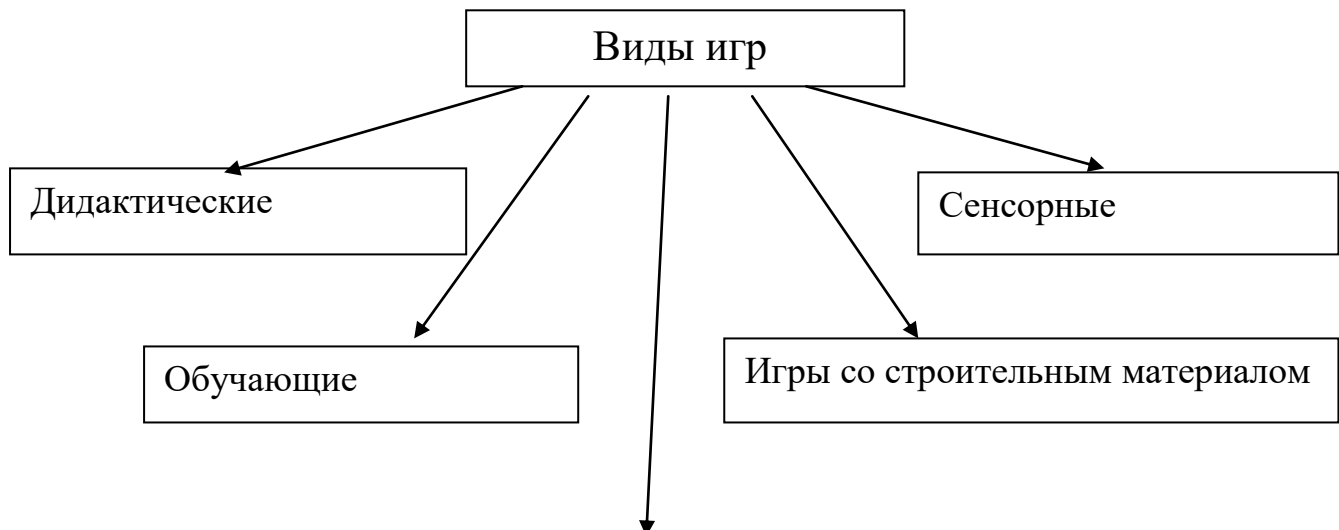 Виды игр
Дидактические
Сенсорные
Обучающие
Игры со строительным материалом